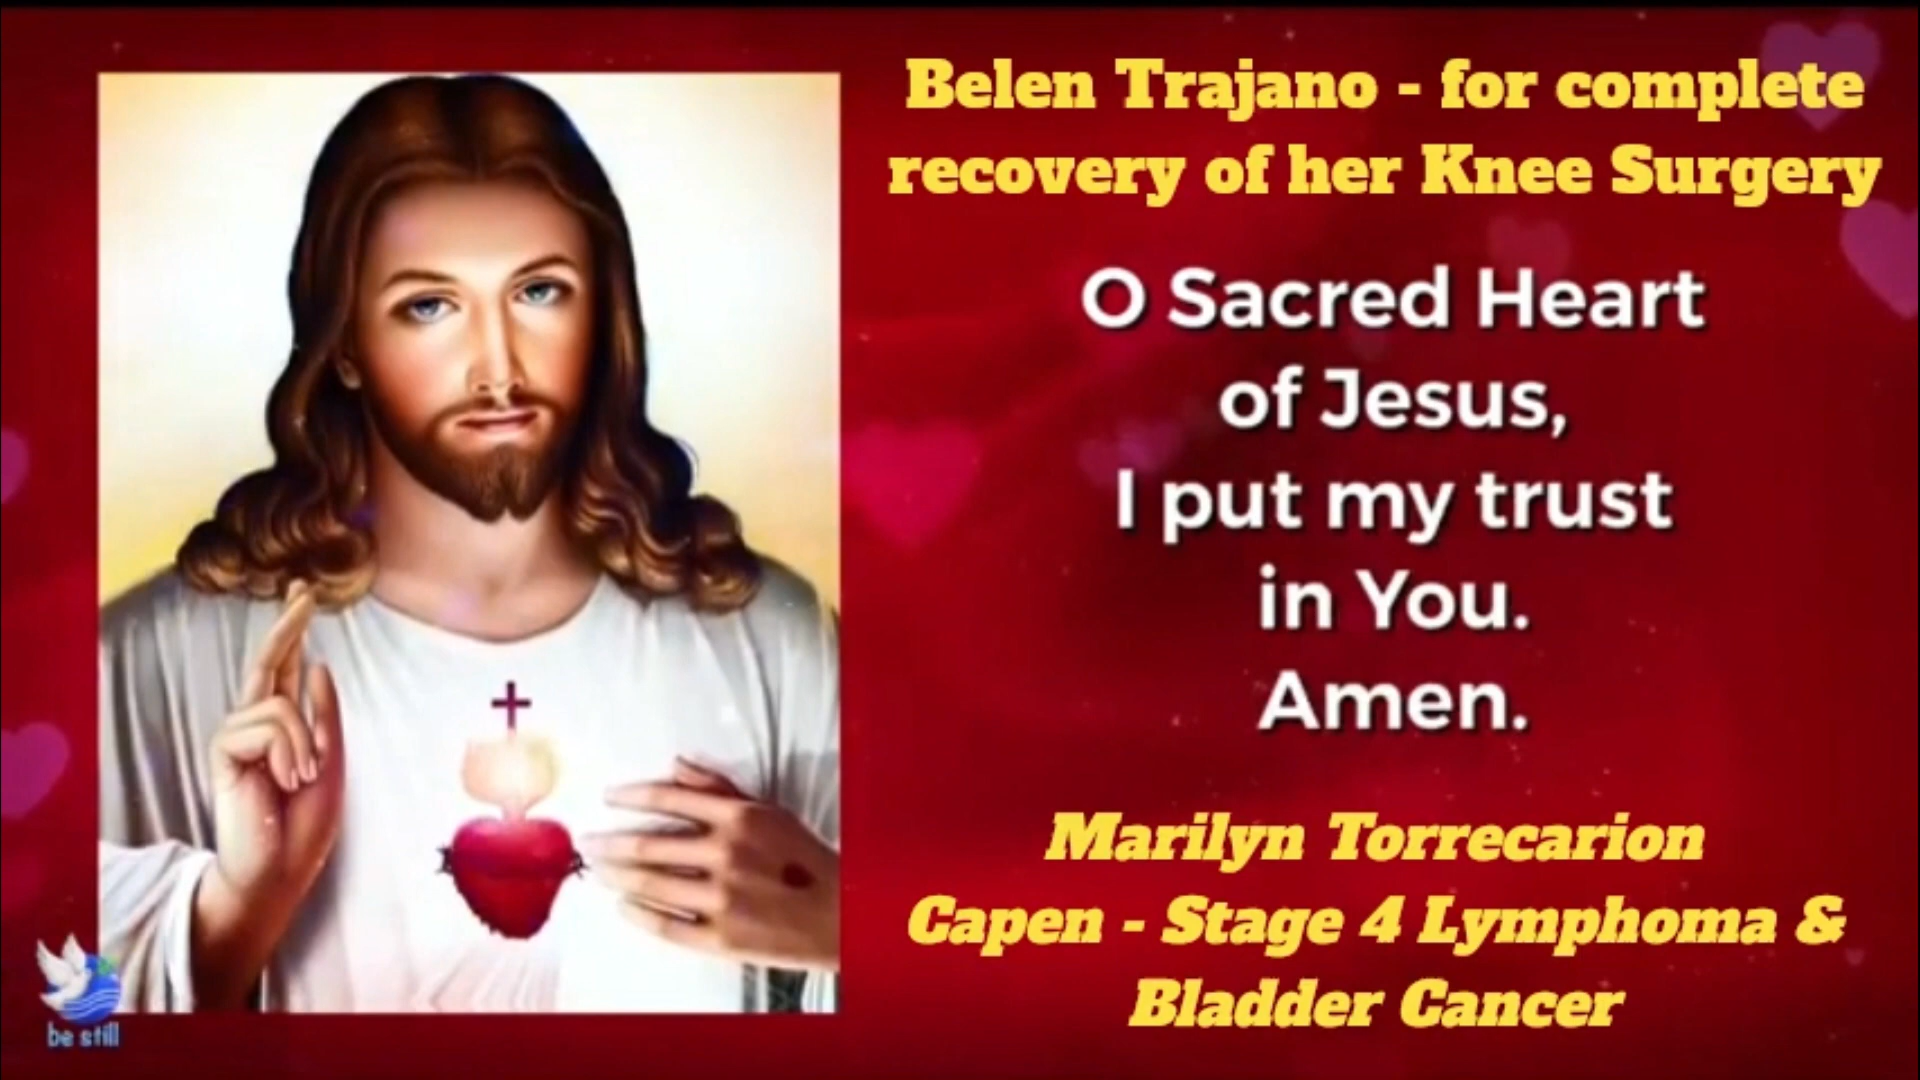 Belen Trajano - for complete
recovery of her Knee Surgery
O Sacred Heart
of Jesus,
I put my trust
in You.
Amen.
Marilyn Torrecarion
Capen - Stage 4 Lymphoma &
Bladder Cancer
be still